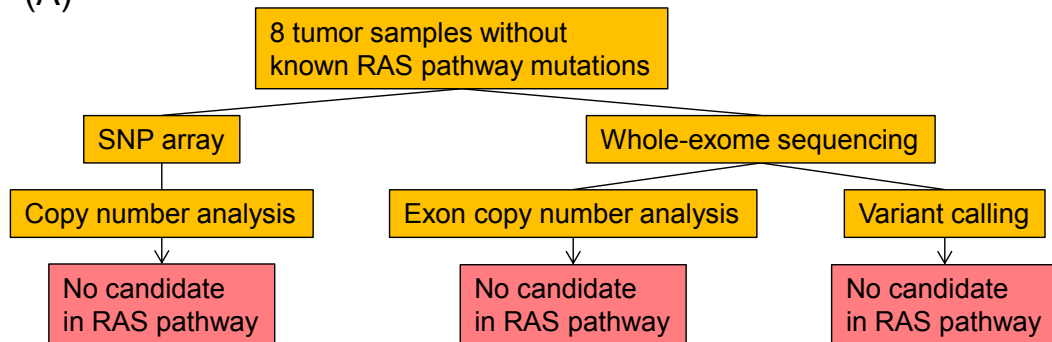 (A)
8 tumor samples without
known RAS pathway mutations
SNP array
Whole-exome sequencing
Copy number analysis
Exon copy number analysis
Variant calling
No candidate
in RAS pathway
No candidate
in RAS pathway
No candidate
in RAS pathway